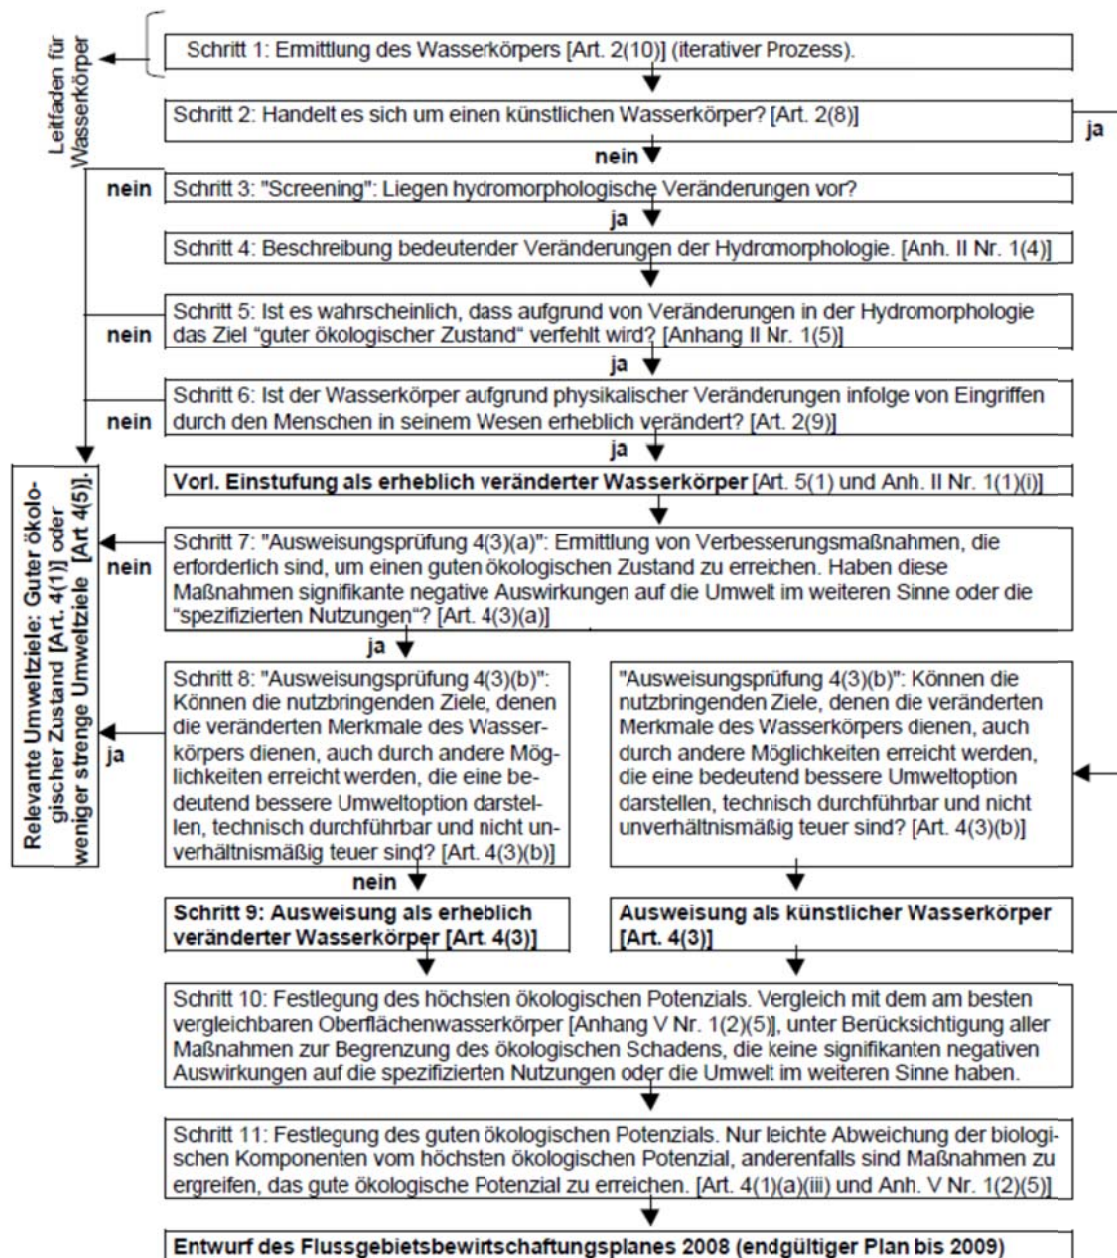 Leitfaden für
Wasserkörper
Schritt 1: Ermittlung des Wasserkörpers [Art. 2(10)] (iterativer Prozess).
Schritt 2: Handelt es sich um einen künstlichen Wasserkörper? [Art. 2(8)]
ja
nein
nein
Schritt 3: "Screening": Liegen hydromorphologische Veränderungen vor?
ja
Schritt 4: Beschreibung bedeutender Veränderungen der Hydromorphologie. [Anh. II Nr. 1(4)]
Schritt 5: Ist es wahrscheinlich, dass aufgrund von Veränderungen in der Hydromorphologie
das Ziel “guter ökologischer Zustand“ verfehlt wird? [Anhang II Nr. 1(5)]
nein
ja
Schritt 6: Ist der Wasserkörper aufgrund physikalischer Veränderungen infolge von Eingriffen
durch den Menschen in seinem Wesen erheblich verändert? [Art. 2(9)]
nein
ja
Vorl. Einstufung als erheblich veränderter Wasserkörper [Art. 5(1) und Anh. II Nr. 1(1)(i)]
Relevante Umweltziele: Guter ökolo-
gischer Zustand [Art. 4(1)] oder
weniger strenge Umweltziele [Art 4(5)].
Schritt 7: "Ausweisungsprüfung 4(3)(a)": Ermittlung von Verbesserungsmaßnahmen, die
erforderlich sind, um einen guten ökologischen Zustand zu erreichen. Haben diese
Maßnahmen signifikante negative Auswirkungen auf die Umwelt im weiteren Sinne oder die
“spezifizierten Nutzungen“? [Art. 4(3)(a)]
nein
ja
Schritt 8: "Ausweisungsprüfung 4(3)(b)":
Können die nutzbringenden Ziele, denen
die veränderten Merkmale des Wasser-
körpers dienen, auch durch andere Mög-
lichkeiten erreicht werden, die eine be-
deutend bessere Umweltoption darstel-
len, technisch durchführbar und nicht un-
verhältnismäßig teuer sind? [Art. 4(3)(b)]
ja
nein
"Ausweisungsprüfung 4(3)(b)": Können die
nutzbringenden Ziele, denen die veränderten
Merkmale des Wasserkörpers dienen, auch
durch andere Möglichkeiten erreicht werden,
die eine bedeutend bessere Umweltoption
darstellen, technisch durchführbar und nicht
unverhältnismäßig teuer sind? [Art. 4(3)(b)]
Schritt 9: Ausweisung als erheblich
veränderter Wasserkörper [Art. 4(3)]
Ausweisung als künstlicher Wasserkörper
[Art. 4(3)]
Schritt 10: Festlegung des höchsten ökologischen Potenzials. Vergleich mit dem am besten
vergleichbaren Oberflächenwasserkörper [Anhang V Nr. 1(2)(5)], unter Berücksichtigung aller
Maßnahmen zur Begrenzung des ökologischen Schadens, die keine signifikanten negativen
Auswirkungen auf die spezifizierten Nutzungen oder die Umwelt im weiteren Sinne haben.
Schritt 11: Festlegung des guten ökologischen Potenzials. Nur leichte Abweichung der biologi-
schen Komponenten vom höchsten ökologischen Potenzial, anderenfalls sind Maßnahmen zu
ergreifen, das gute ökologische Potenzial zu erreichen. [Art. 4(1)(a)(iii) und Anh. V Nr. 1(2)(5)]
Entwurf des Flussgebietsbewirtschaftungsplanes 2008 (endgültiger Plan bis 2009)